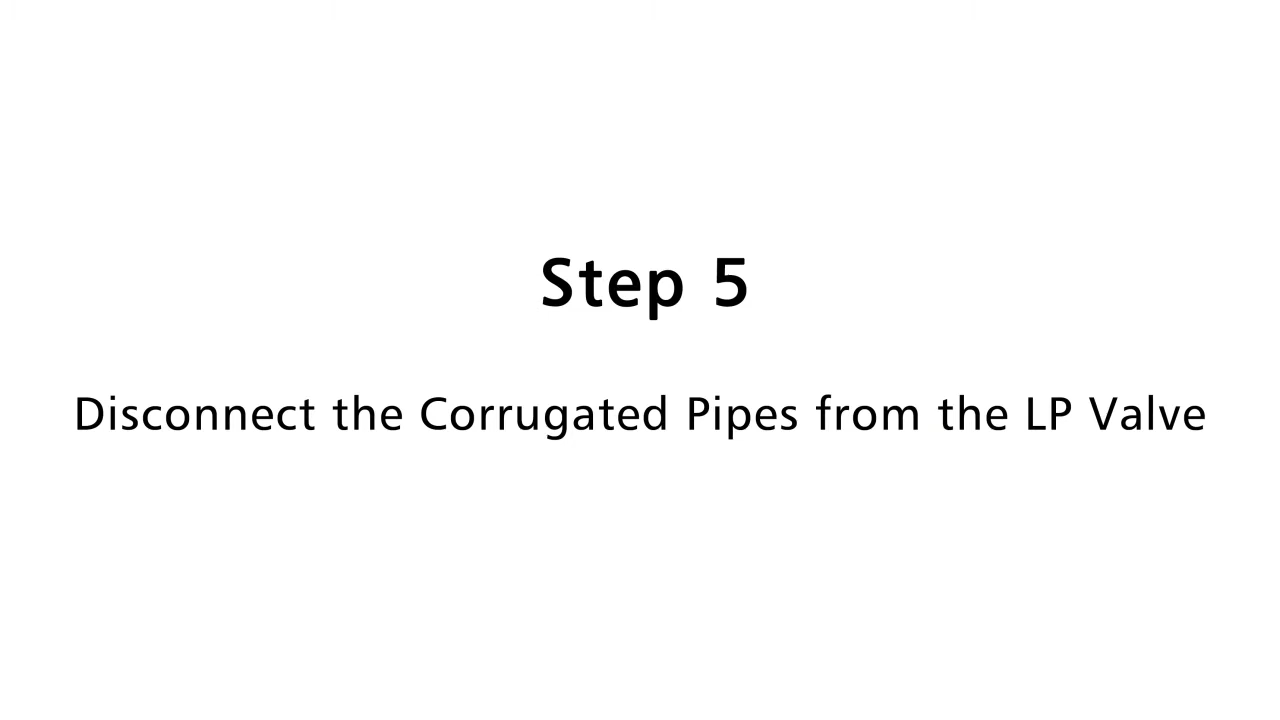 Step 5
Disconnect the Corrugated Pipes from the LP Valve